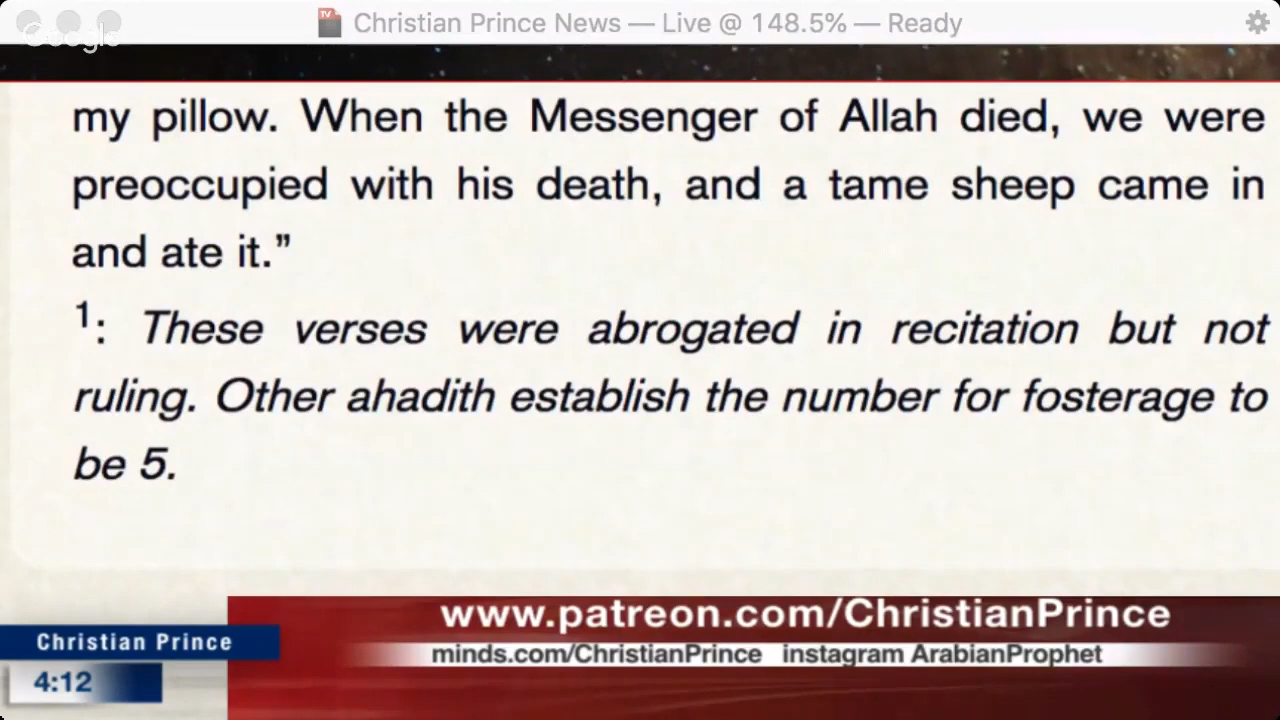 Christian Prince News — Live @ 148.5% — Ready
Google
my pillow. When the Messenger of Allah died, we were
preoccupied with his death, and a tame sheep came in
and ate it.”
1: These verses were abrogated in recitation but not
ruling. Other ahadith establish the number for fosterage to
be 5.
www.patreon.com/ChristianPrince
Christian Prince
minds.com/ChristianPrince instagram ArabianProphet
4:12